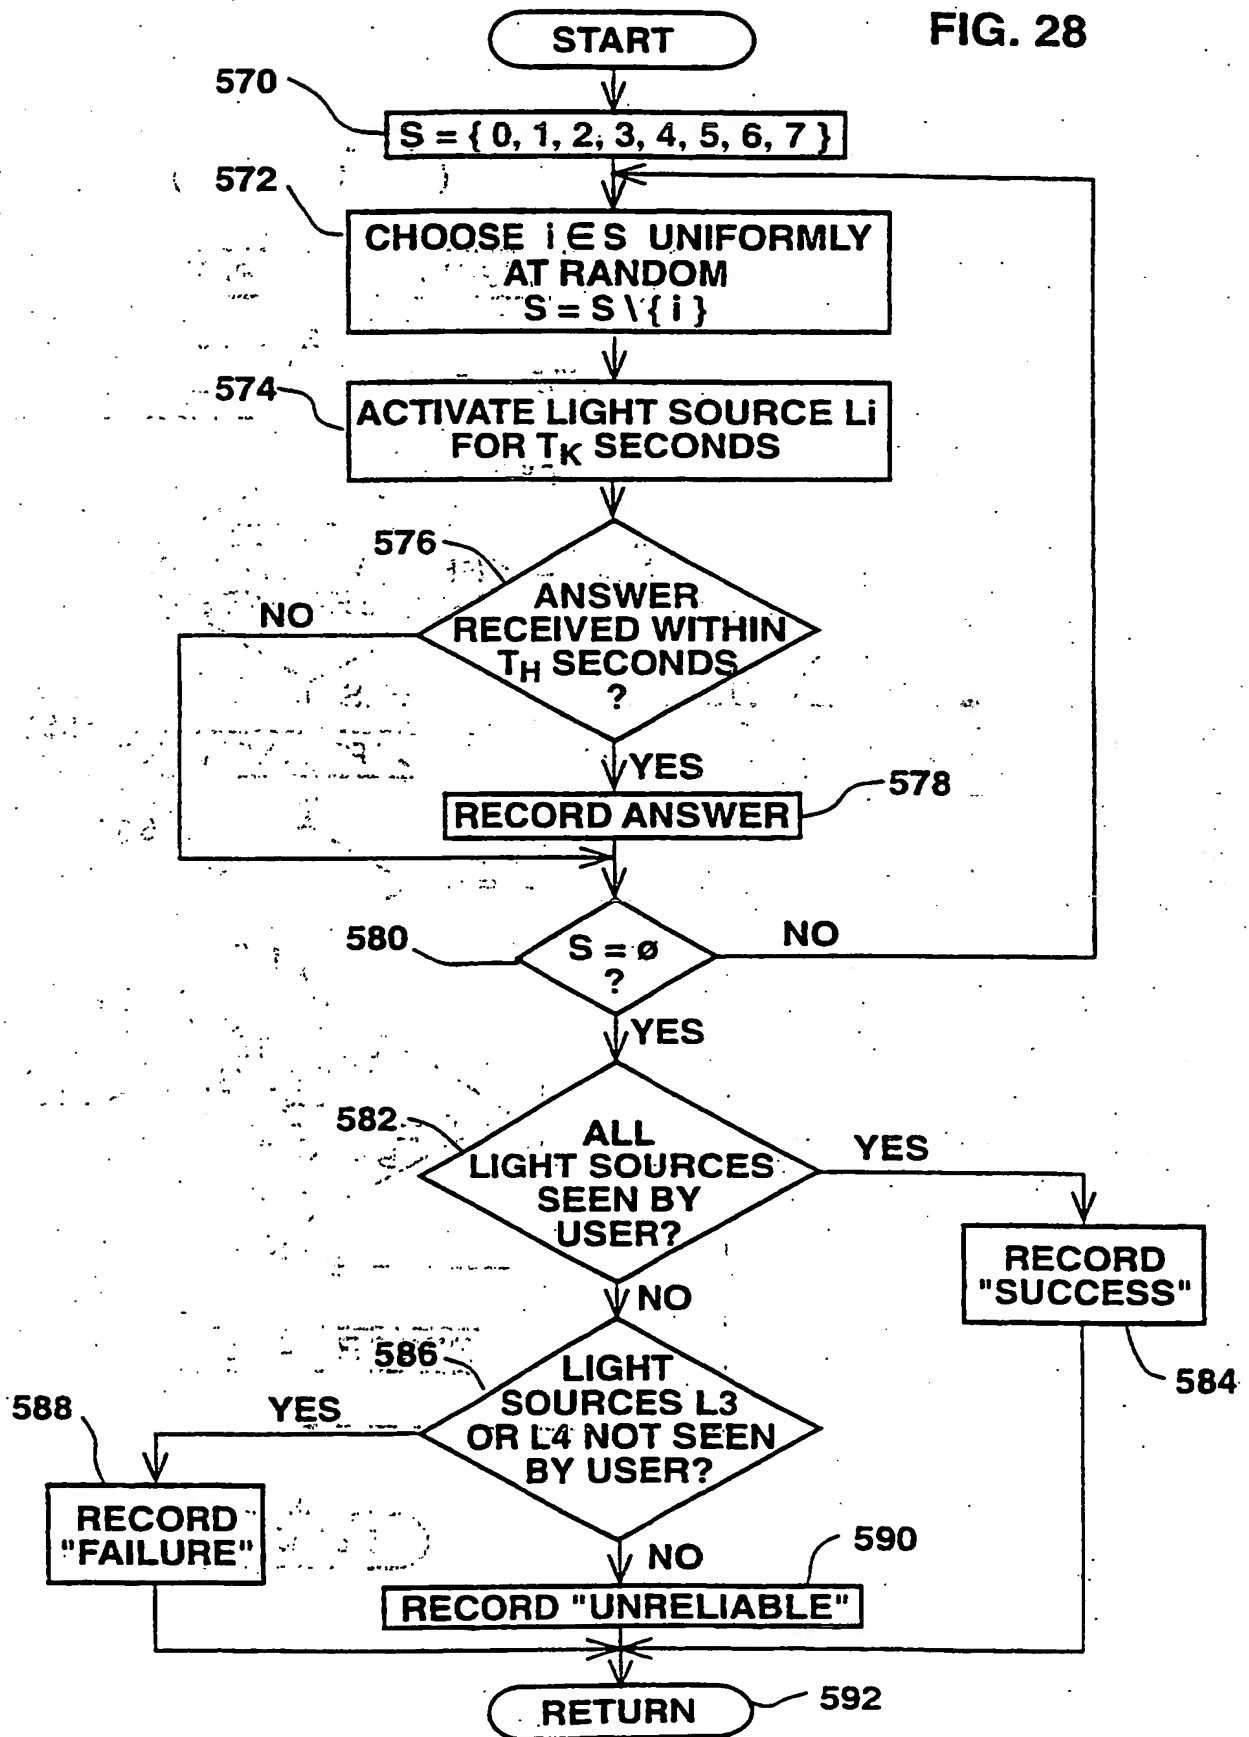 START
FIG. 28
570
S = { 0, 1, 2, 3, 4, 5, 6, 7 }
572
CHOOSE i ∈ S UNIFORMLY
AT RANDOM
S = S \ { i }
574
ACTIVATE LIGHT SOURCE Li
FOR TK SECONDS
576
ANSWER
RECEIVED WITHIN
TH SECONDS
?
NO
YES
578
RECORD ANSWER
580
S = ø
?
NO
YES
582
ALL
LIGHT SOURCES
SEEN BY
USER?
YES
RECORD
"SUCCESS"
584
NO
586
LIGHT
SOURCES L3
OR L4 NOT SEEN
BY USER?
YES
588
RECORD
"FAILURE"
NO
590
RECORD "UNRELIABLE"
RETURN
592